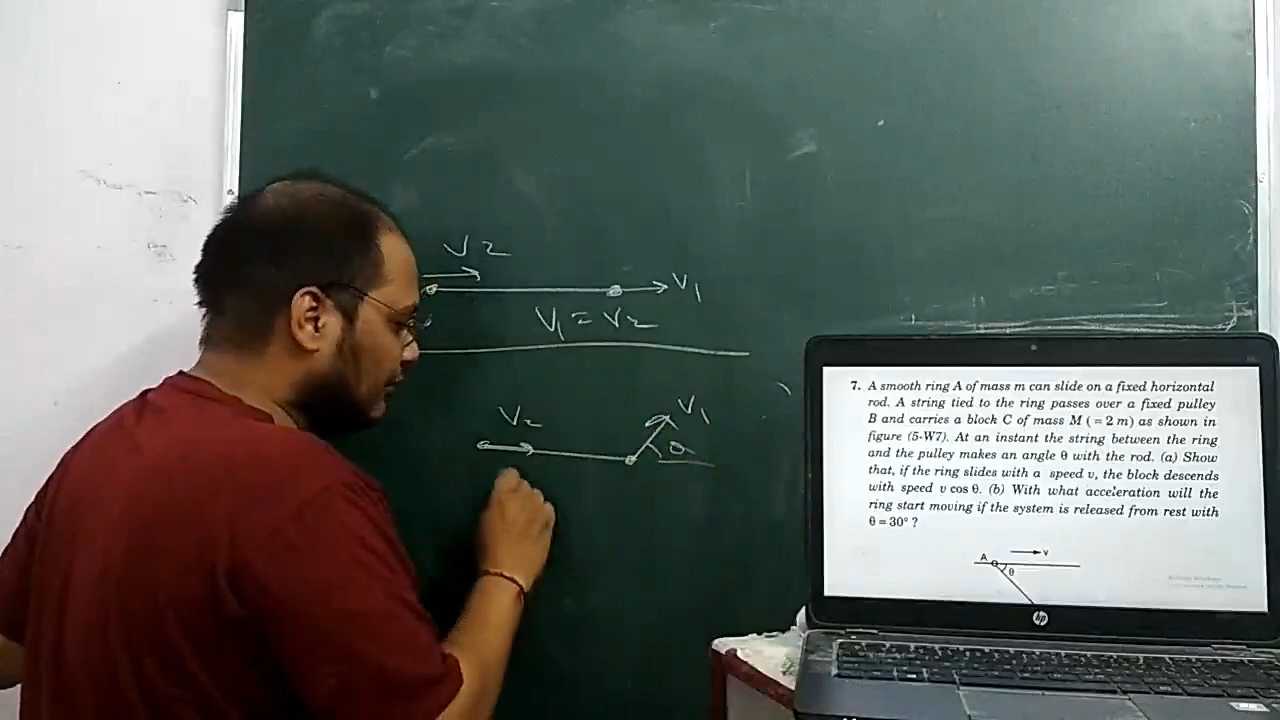 V2
V1
V1 = V2
V2
V1
θ
7. A smooth ring A of mass m can slide on a fixed horizontal
rod. A string tied to the ring passes over a fixed pulley
B and carries a block C of mass M (= 2 m) as shown in
figure (5-W7). At an instant the string between the ring
and the pulley makes an angle θ with the rod. (a) Show
that, if the ring slides with a speed v, the block descends
with speed v cos θ. (b) With what acceleration will the
ring start moving if the system is released from rest with
θ = 30° ?
A
v
θ
hp